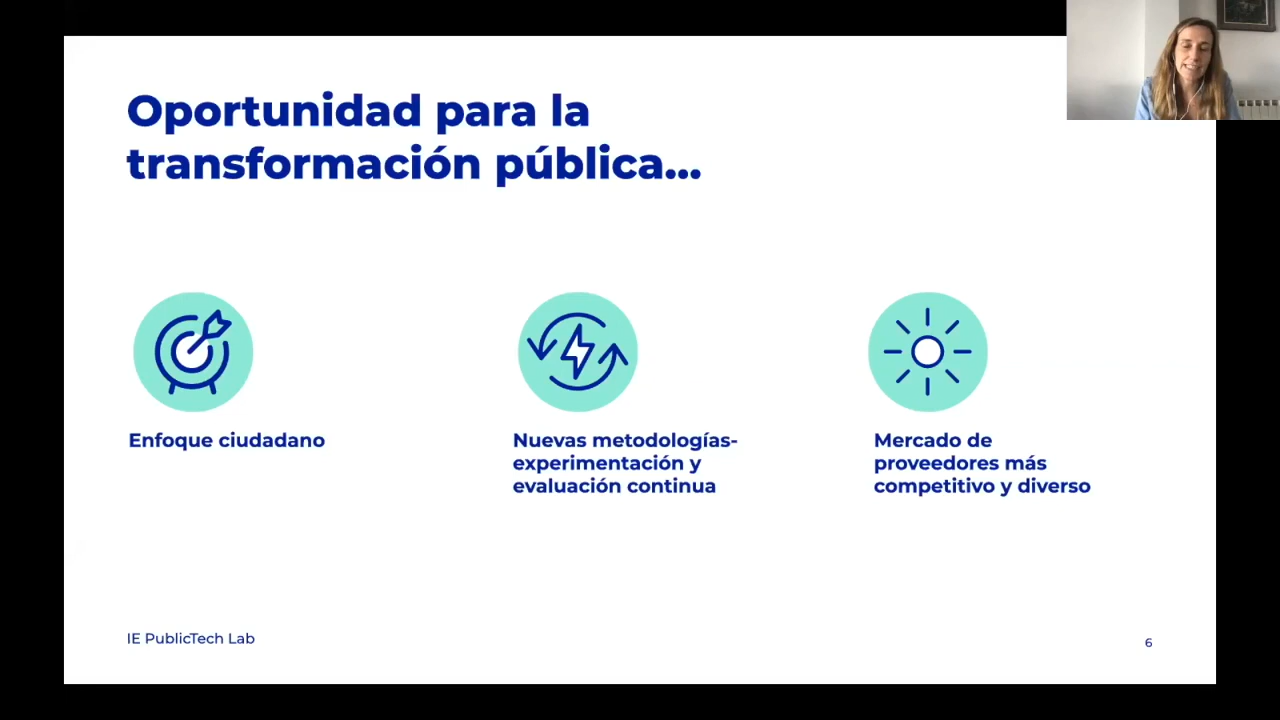 Oportunidad para la
transformación pública...
Enfoque ciudadano
Nuevas metodologías-
experimentación y
evaluación continua
Mercado de
proveedores más
competitivo y diverso
IE PublicTech Lab
6